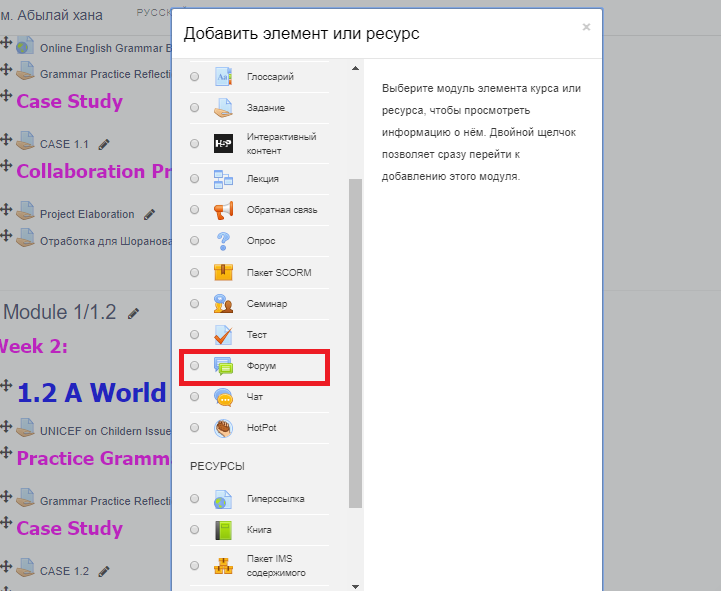 м. Абылай хана
РУССК
Добавить элемент или ресурс
×
Online English Grammar B
Grammar Practice Reflecti
Case Study
CASE 1.1
Collaboration Pr
Project Elaboration
Отработка для Шоранова
Module 1/1.2
Week 2:
1.2 A World
UNICEF on Childern Issue
Practice Gramma
Grammar Practice Reflecti
Case Study
CASE 1.2
Глоссарий
Задание
H5P
Интерактивный
контент
Лекция
Обратная связь
Опрос
Пакет SCORM
Семинар
Тест
Форум
Чат
HotPot
РЕСУРСЫ
Гиперссылка
Книга
Пакет IMS
содержимого
Выберите модуль элемента курса или
ресурса, чтобы просмотреть
информацию о нём. Двойной щелчок
позволяет сразу перейти к
добавлению этого модуля.